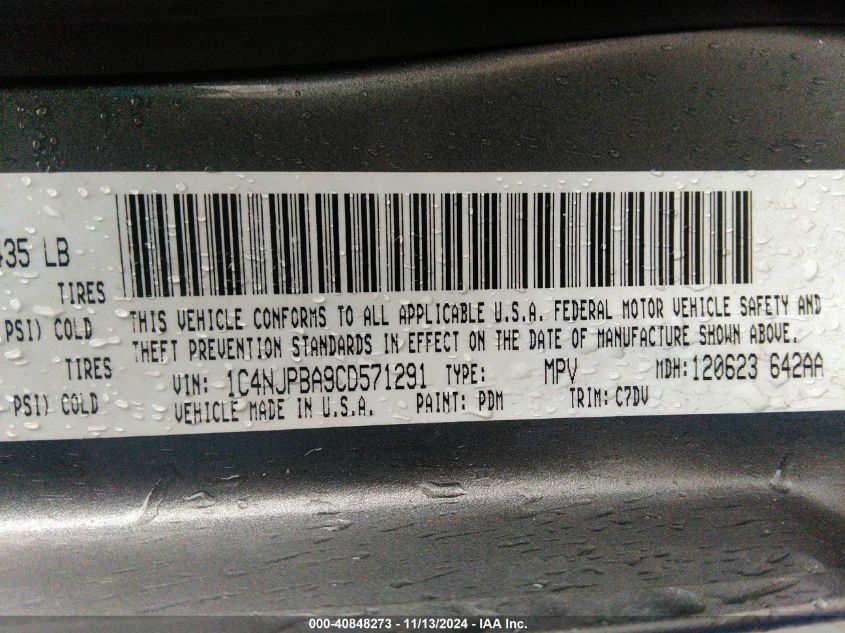 435 LB
TIRES
THIS VEHICLE CONFORMS TO ALL APPLICABLE U.S.A. FEDERAL MOTOR VEHICLE SAFETY AND
PSI) COLD
THEFT PREVENTION STANDARDS IN EFFECT ON THE DATE OF MANUFACTURE SHOWN ABOVE.
TIRES
VIN: 1C4NJPBA9CD571291 TYPE: MPV MDH: 120623 642AA
PSI) COLD
VEHICLE MADE IN U.S.A. PAINT: PDM TRIM: C7DV
000-40848273 - 11/13/2024 - IAA Inc.